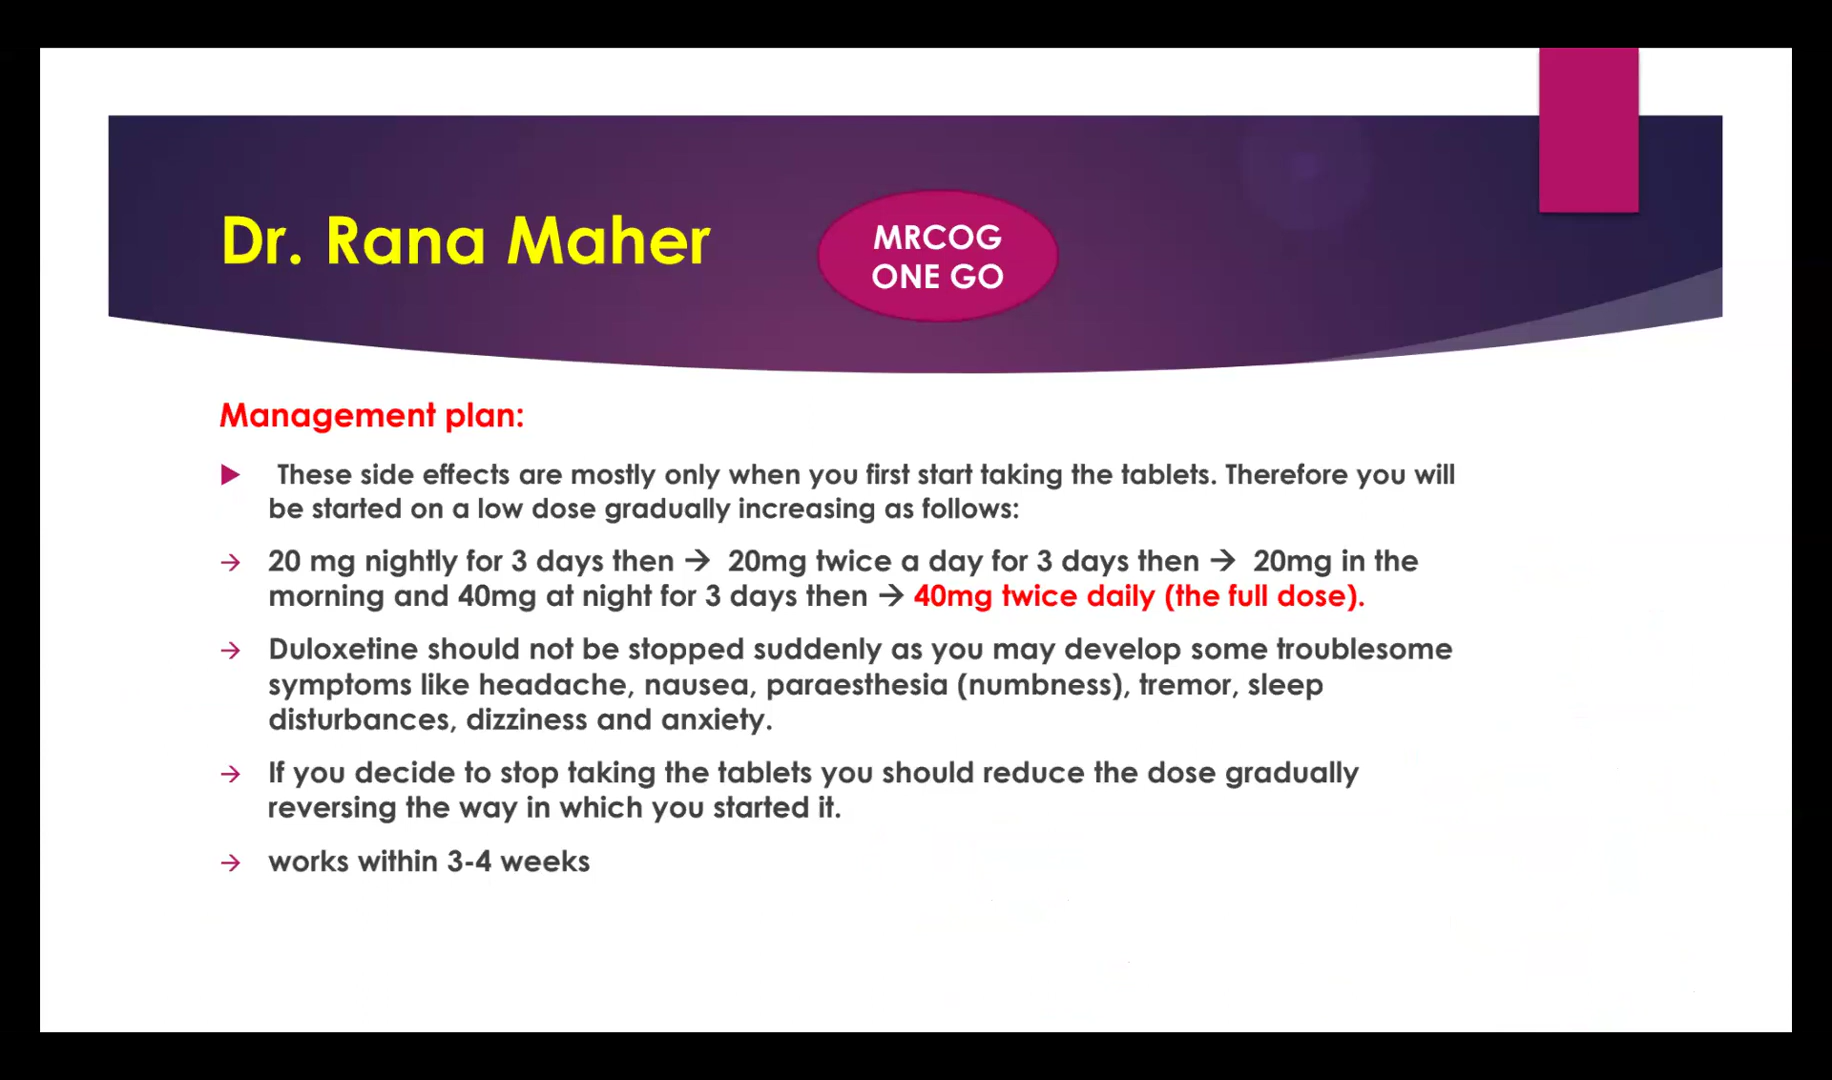 Dr. Rana Maher
MRCOG
ONE GO
Management plan:
These side effects are mostly only when you first start taking the tablets. Therefore you will
be started on a low dose gradually increasing as follows:
→ 20 mg nightly for 3 days then → 20mg twice a day for 3 days then → 20mg in the
morning and 40mg at night for 3 days then → 40mg twice daily (the full dose).
→ Duloxetine should not be stopped suddenly as you may develop some troublesome
symptoms like headache, nausea, paraesthesia (numbness), tremor, sleep
disturbances, dizziness and anxiety.
→ If you decide to stop taking the tablets you should reduce the dose gradually
reversing the way in which you started it.
→ works within 3-4 weeks